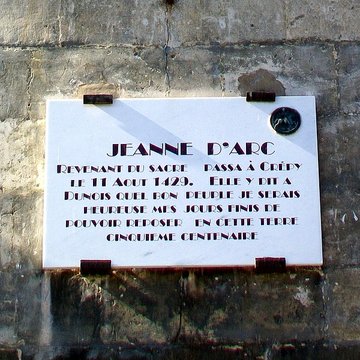 JEANNE D'ARC
REVENANT DU SACRE PASSA À CRÉPY
LE 11 AOUT 1429. ELLE Y DIT A
DUNOIS QUEL BON PEUPLE JE SERAIS
HEUREUSE MES JOURS FINIS DE
POUVOIR REPOSER EN CETTE TERRE
CINQUIEME CENTENAIRE